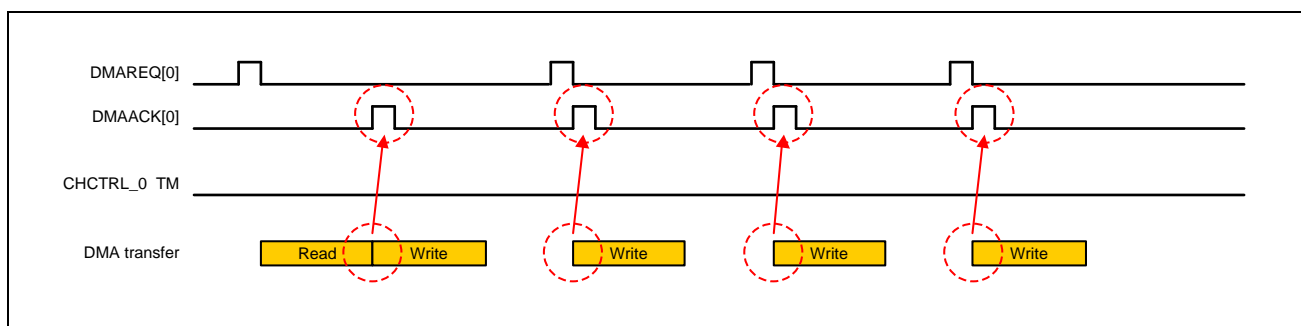 DMAREQ[0]
DMAACK[0]
CHCTRL_0 TM
DMA transfer
Read Write Write Write Write